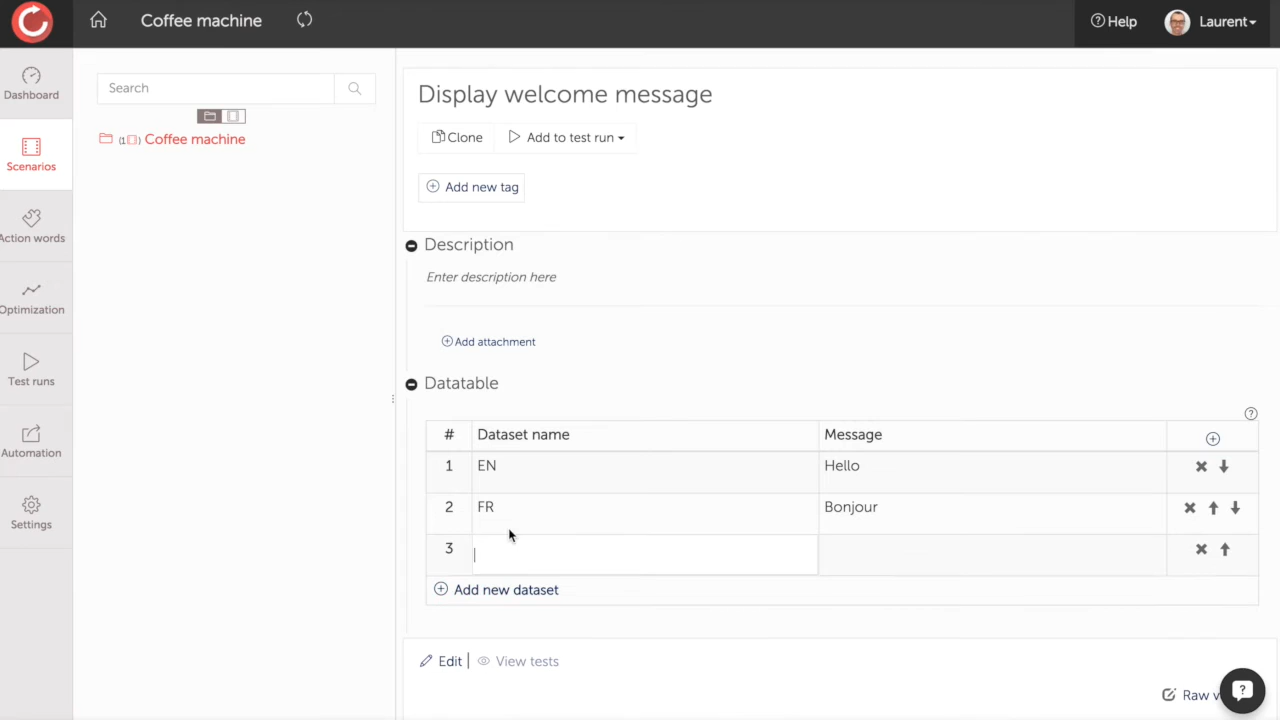 Coffee machine
Help
Laurent
Dashboard
Scenarios
Action words
Optimization
Test runs
Automation
Settings
Search
(1) Coffee machine
Display welcome message
Clone
Add to test run
Add new tag
Description
Enter description here
Add attachment
Datatable
# Dataset name Message
1 EN Hello
2 FR Bonjour
3
Add new dataset
Edit | View tests
Raw